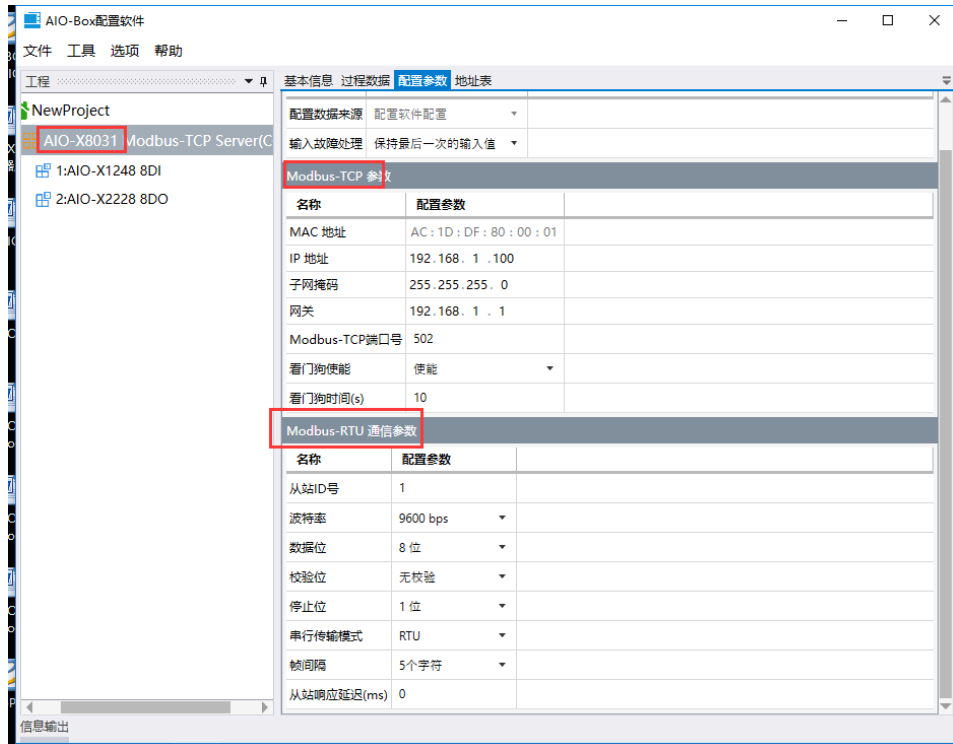 AIO-Box配置软件
文件 工具 选项 帮助
工程
NewProject
AIO-X8031 Modbus-TCP Server(C
1:AIO-X1248 8DI
2:AIO-X2228 8DO
基本信息 过程数据 配置参数 地址表
配置数据来源 配置软件配置
输入故障处理 保持最后一次的输入值
Modbus-TCP 参数
名称 配置参数
MAC 地址 AC : 1D : DF : 80 : 00 : 01
IP 地址 192.168. 1 .100
子网掩码 255.255.255. 0
网关 192.168. 1 . 1
Modbus-TCP端口号 502
看门狗使能 使能
看门狗时间(s) 10
Modbus-RTU 通信参数
名称 配置参数
从站ID号 1
波特率 9600 bps
数据位 8 位
校验位 无校验
停止位 1 位
串行传输模式 RTU
帧间隔 5个字符
从站响应延迟(ms) 0
信息输出